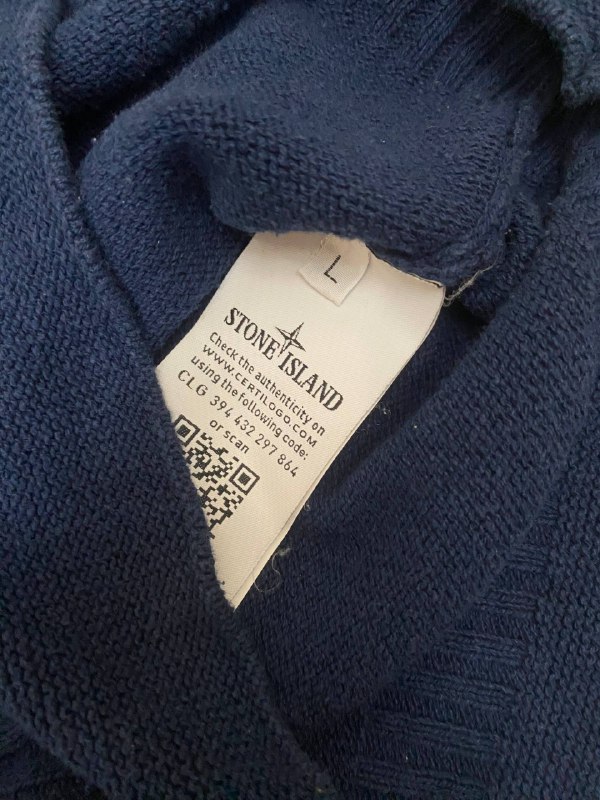 L
STONE ISLAND
Check the authenticity on
WWW.CERTILOGO.COM
using the following code:
CLG 394 432 297 864
or scan